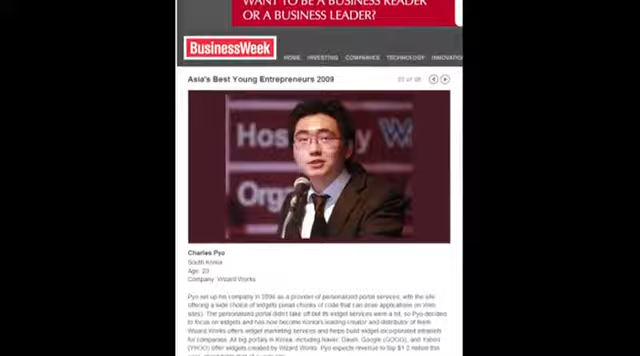 WANT TO BE A BUSINESS READER
OR A BUSINESS LEADER?
BusinessWeek
HOME INVESTING COMPANIES TECHNOLOGY INNOVATIO
Asia's Best Young Entrepreneurs 2009
Hos y W
Orga
Charles Pyo
South Korea
Age: 23
Company: Wizard Works
Pyo set up his company in 2006 as a provider of personalized portal services, with the site
offering a wide choice of widgets (small chunks of code that can drive applications on Web
sites). The personalized portal didn't take off but its widget services were a hit, so Pyo decided
to focus on widgets and has now become Korea's leading creator and distributor of them.
Wizard Works offers widget marketing services and helps build widget-incorporated intranets
for companies. All big portals in Korea, including Naver, Daum, Google (GOOG), and Yahoo
(YHOO) offer widgets created by Wizard Works. Pyo expects revenue to top $1.2 million this